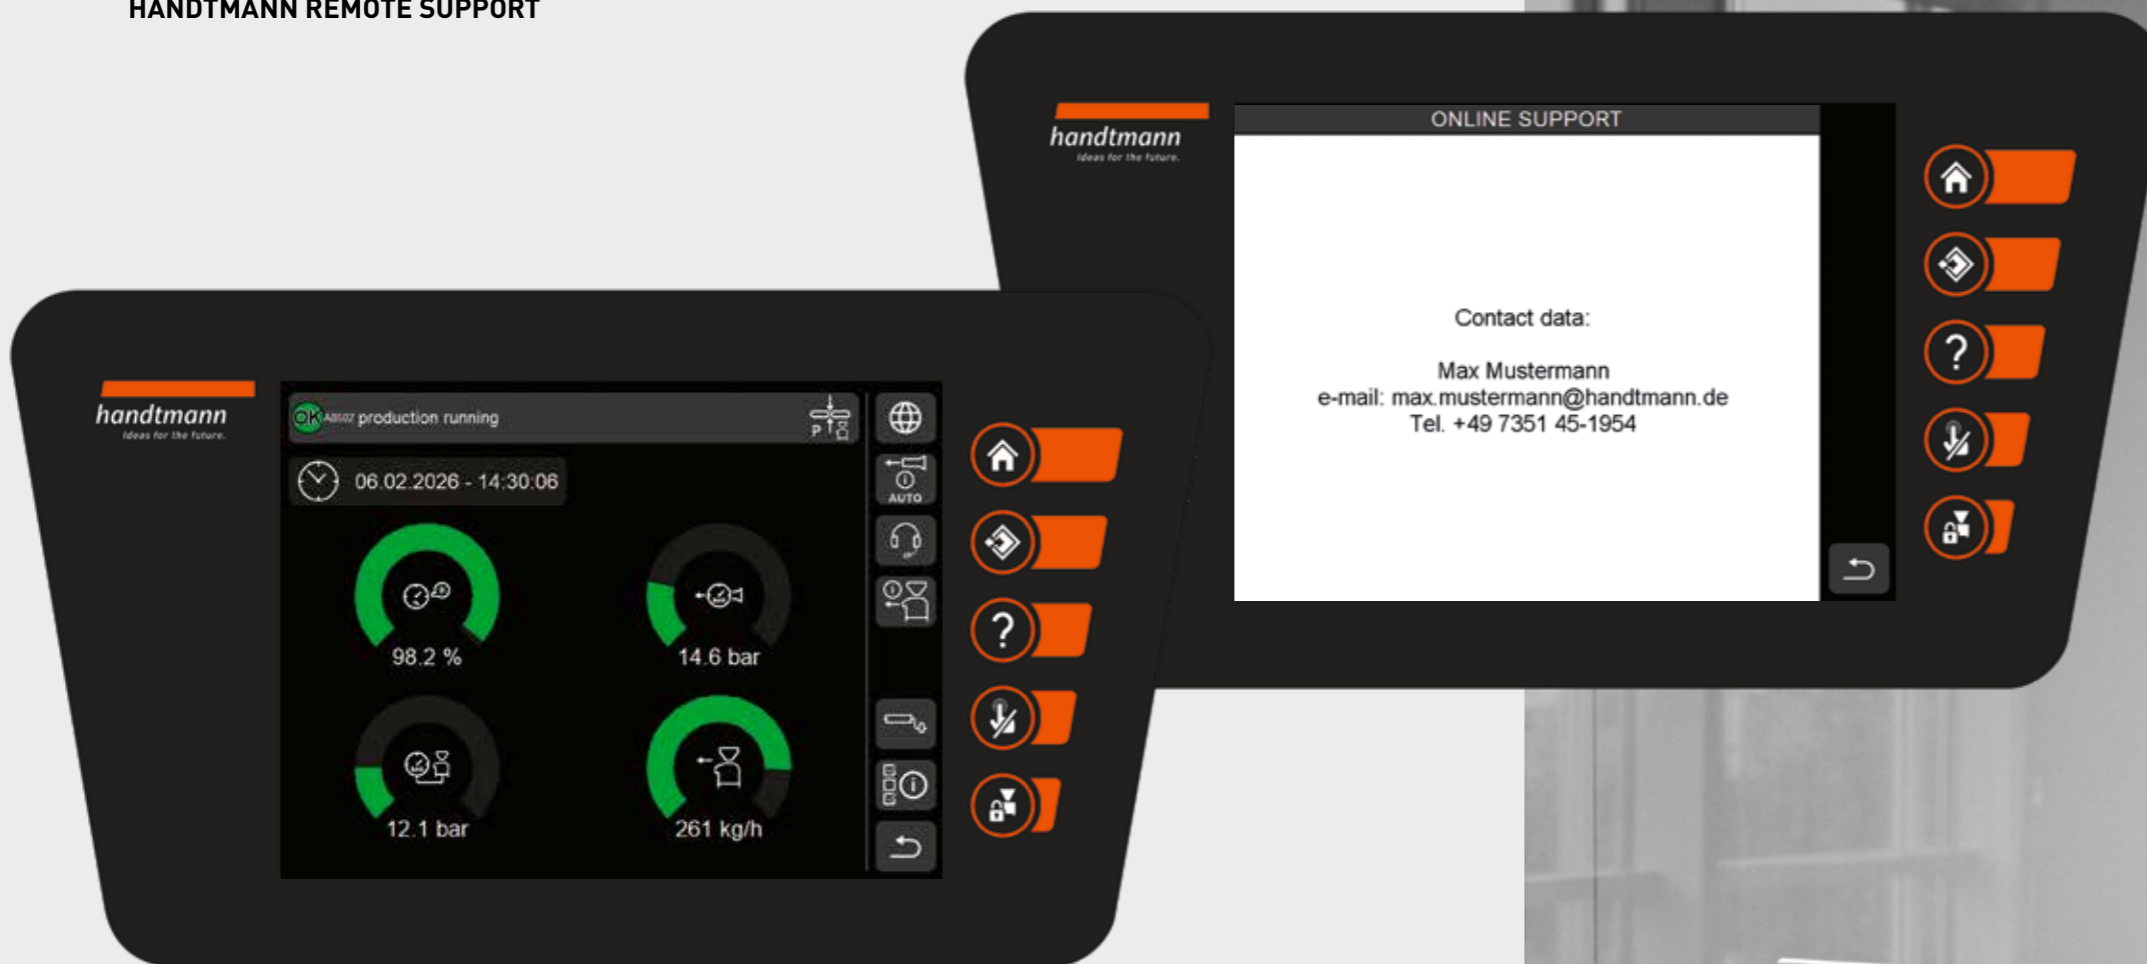 HANDTMANN REMOTE SUPPORT
handtmann
Ideas for the future.
ONLINE SUPPORT
Contact data:
Max Mustermann
e-mail: max.mustermann@handtmann.de
Tel. +49 7351 45-1954
handtmann
Ideas for the future.
OK production running
P
AUTO
06.02.2026 - 14:30:06
98.2 %
14.6 bar
12.1 bar
261 kg/h